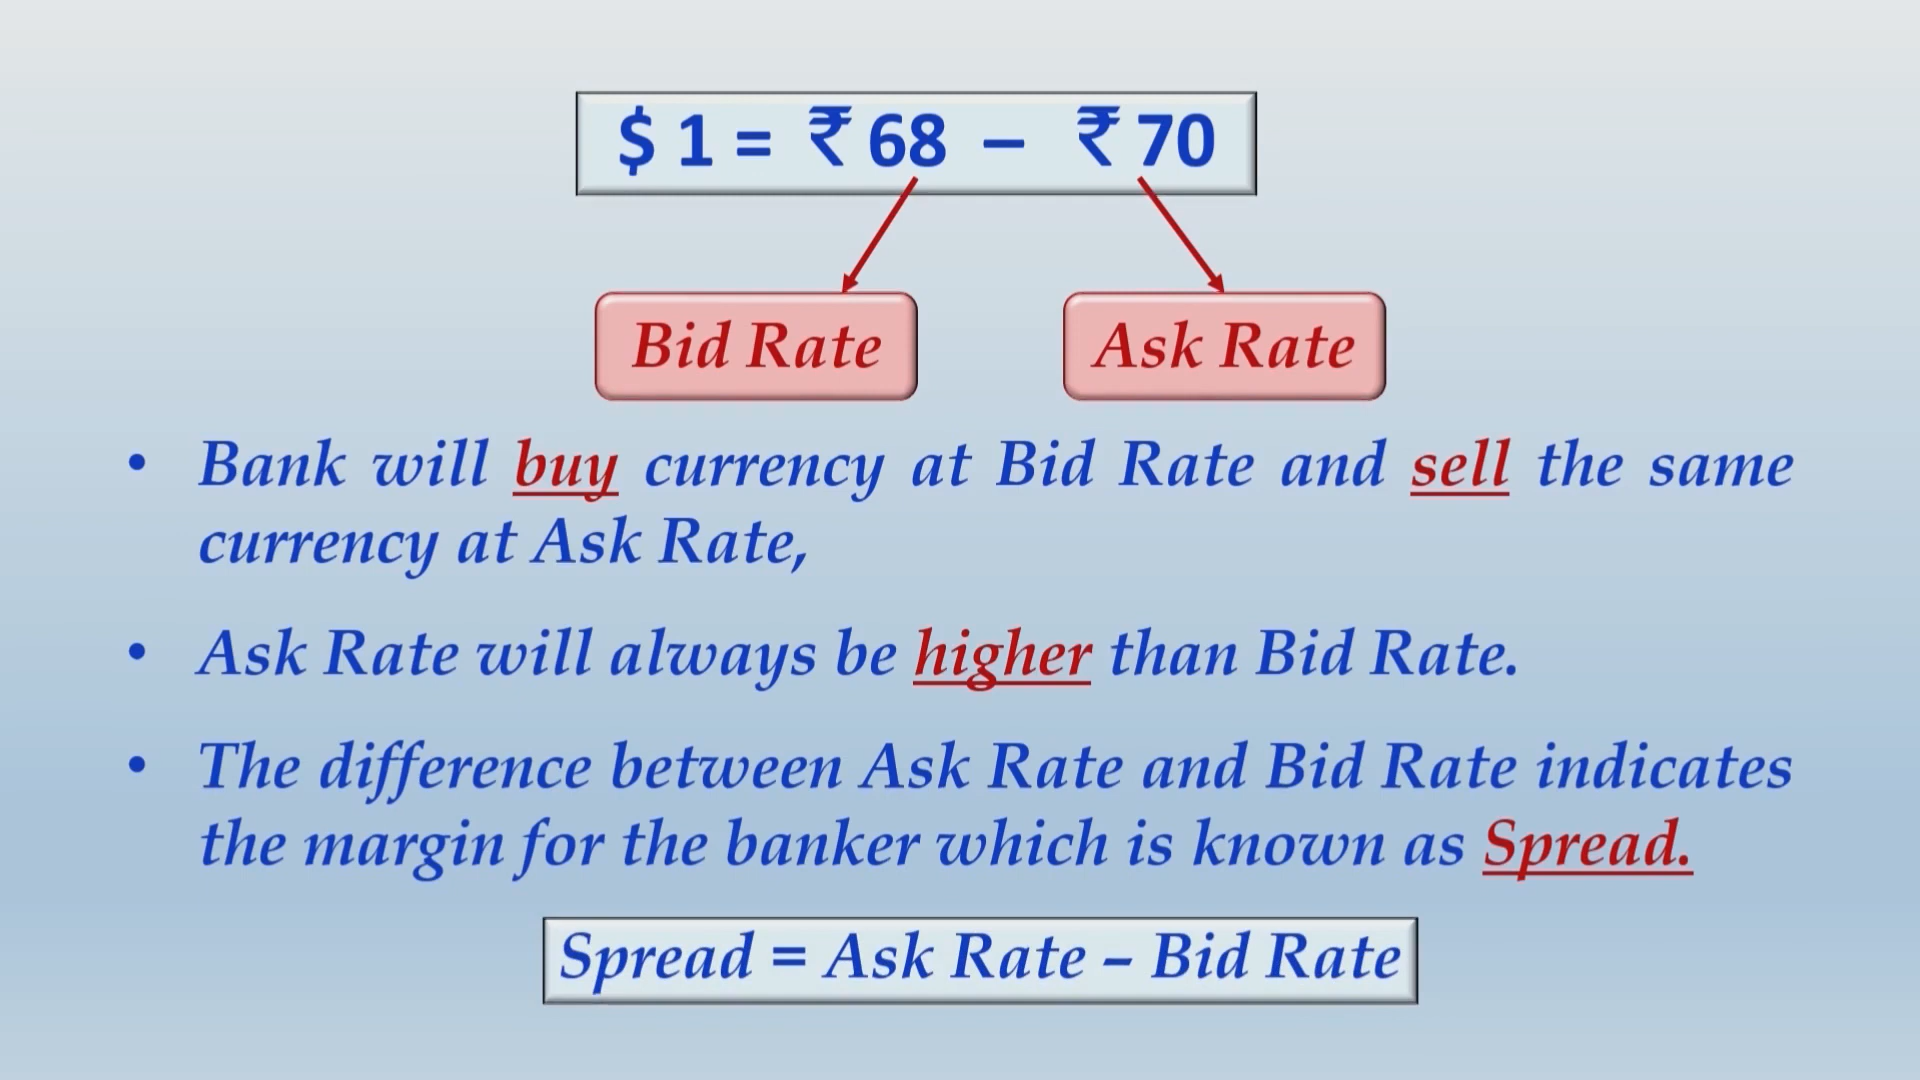 $ 1 = ₹ 68 – ₹ 70
Bid Rate
Ask Rate
• Bank will buy currency at Bid Rate and sell the same
currency at Ask Rate,
• Ask Rate will always be higher than Bid Rate.
• The difference between Ask Rate and Bid Rate indicates
the margin for the banker which is known as Spread.
Spread = Ask Rate – Bid Rate